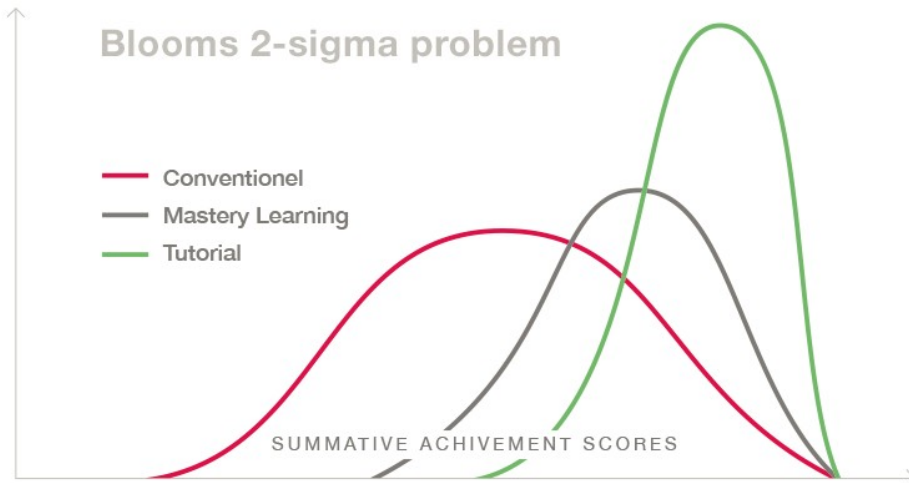 Blooms 2-sigma problem
Conventionel
Mastery Learning
Tutorial
SUMMATIVE ACHIVEMENT SCORES